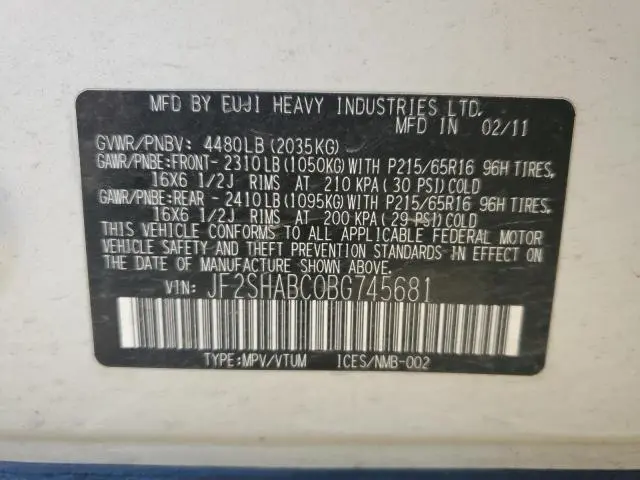 MFD BY FUJI HEAVY INDUSTRIES LTD.
MFD IN 02/11
GVWR/PNBV: 4480LB (2035KG)
GAWR/PNBE:FRONT- 2310LB(1050KG)WITH P215/65R16 96H TIRES,
16X6 1/2J RIMS AT 210 KPA (30 PSI)COLD
GAWR/PNBE:REAR - 2410LB(1095KG)WITH P215/65R16 96H TIRES,
16X6 1/2J RIMS AT 200 KPA (29 PSI)COLD
THIS VEHICLE CONFORMS TO ALL APPLICABLE FEDERAL MOTOR
VEHICLE SAFETY AND THEFT PREVENTION STANDARDS IN EFFECT ON
THE DATE OF MANUFACTURE SHOWN ABOVE.
VIN: JF2SHABC0BG745681
TYPE:MPV/VTUM ICES/NMB-002